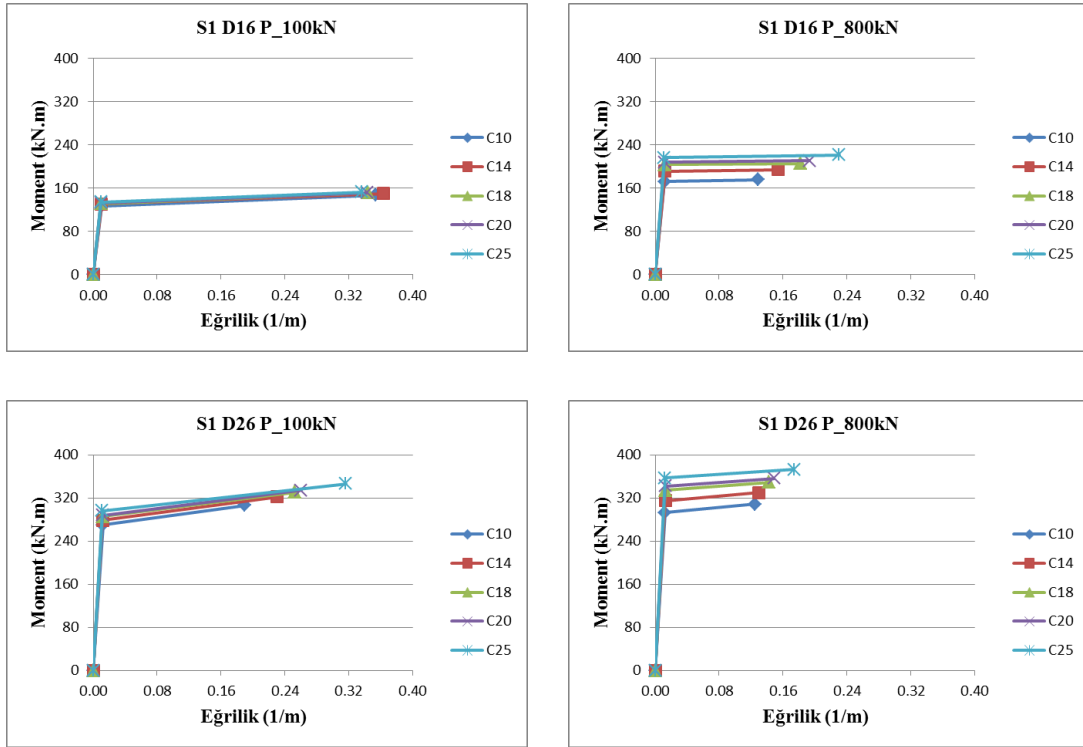 S1 D16 P_100kN
400
320
240
160
80
0
Moment (kN.m)
0.00 0.08 0.16 0.24 0.32 0.40
Eğrilik (1/m)
C10
C14
C18
C20
C25
S1 D16 P_800kN
400
320
240
160
80
0
Moment (kN.m)
0.00 0.08 0.16 0.24 0.32 0.40
Eğrilik (1/m)
C10
C14
C18
C20
C25
S1 D26 P_100kN
400
320
240
160
80
0
Moment (kN.m)
0.00 0.08 0.16 0.24 0.32 0.40
Eğrilik (1/m)
C10
C14
C18
C20
C25
S1 D26 P_800kN
400
320
240
160
80
0
Moment (kN.m)
0.00 0.08 0.16 0.24 0.32 0.40
Eğrilik (1/m)
C10
C14
C18
C20
C25